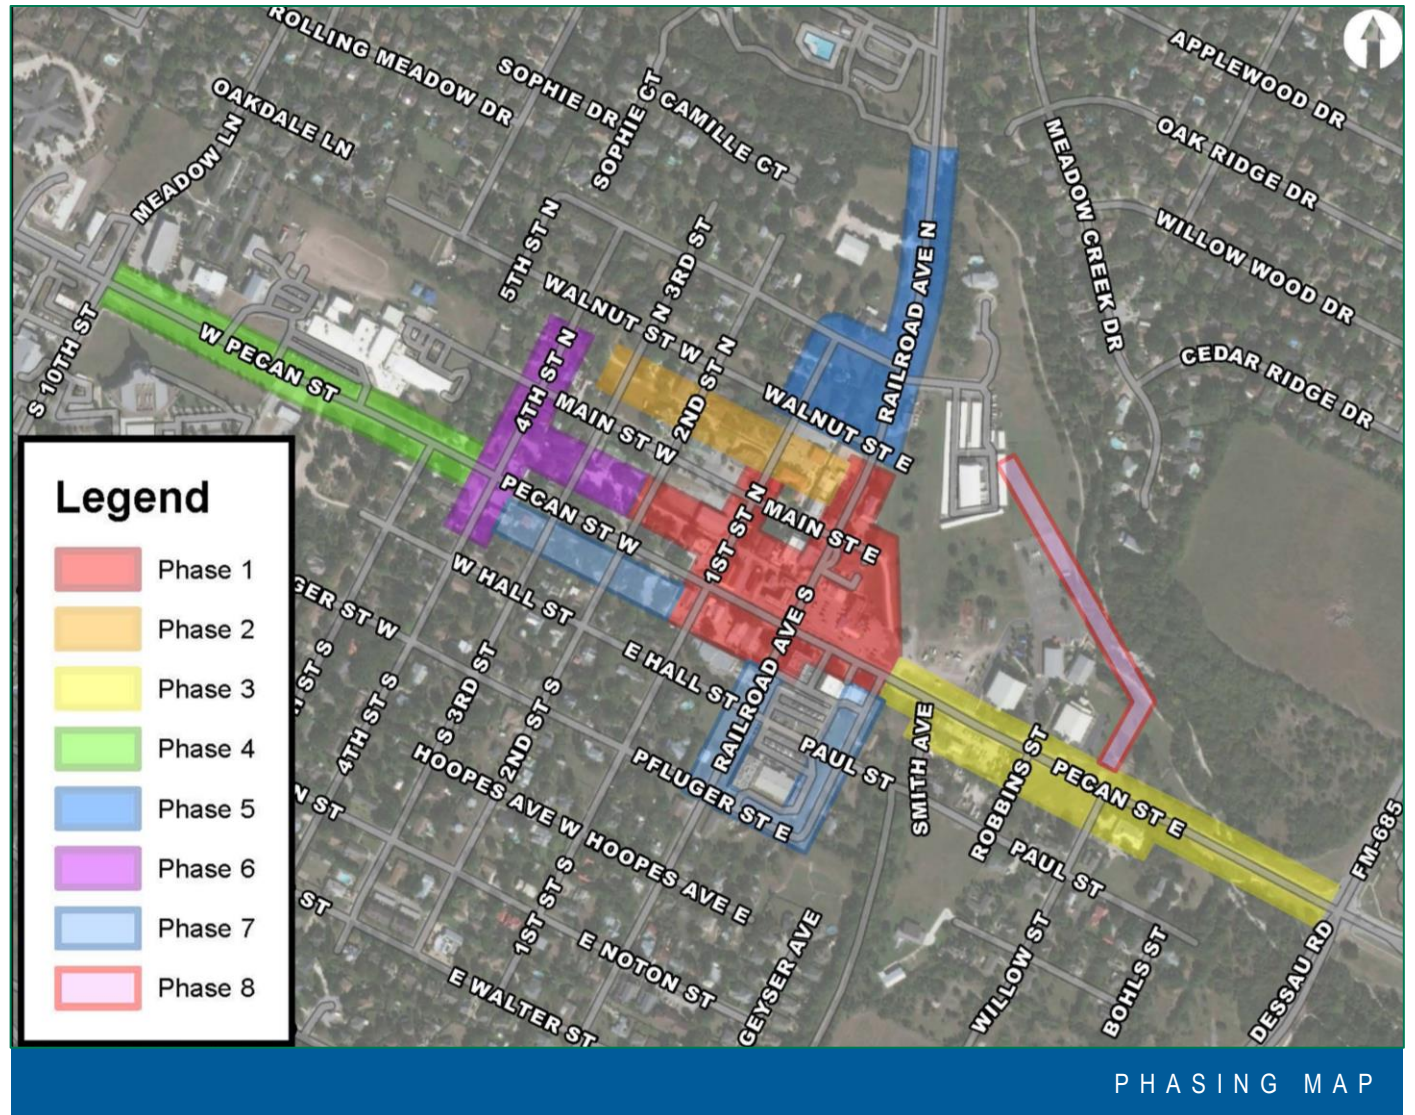 ROLLING MEADOW DR
SOPHIE DR
SOPHIE CT
CAMILLE CT
APPLEWOOD DR
OAK RIDGE DR
OAKDALE LN
MEADOW LN
MEADOW CREEK DR
WILLOW WOOD DR
CEDAR RIDGE DR
5TH ST N
N 3RD ST
WALNUT ST W
RAILROAD AVE N
S 10TH ST
W PECAN ST
4TH ST N
2ND ST N
MAIN ST W
WALNUT ST E
PECAN ST W
1ST ST N
MAIN ST E
W HALL ST
E HALL ST
RAILROAD AVE S
GER ST W
ST S
4TH ST S
S 3RD ST
2ND ST S
HOOPES AVE W
HOOPES AVE E
PFLUGER ST E
PAUL ST
SMITH AVE
ROBBINS ST
PECAN ST E
PAUL ST
FM-685
N ST
ST
1ST ST S
E NOTON ST
E WALTER ST
GEYSER AVE
WILLOW ST
BOHLS ST
DESSAU RD
Legend
Phase 1
Phase 2
Phase 3
Phase 4
Phase 5
Phase 6
Phase 7
Phase 8
PHASING MAP